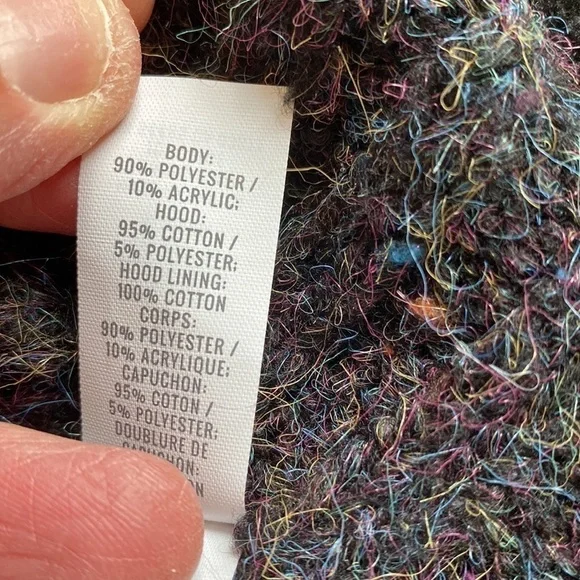 BODY:
90% POLYESTER /
10% ACRYLIC;
HOOD:
95% COTTON /
5% POLYESTER;
HOOD LINING:
100% COTTON
CORPS:
90% POLYESTER /
10% ACRYLIQUE;
CAPUCHON:
95% COTON /
5% POLYESTER;
DOUBLURE DE
CAPUCHON: